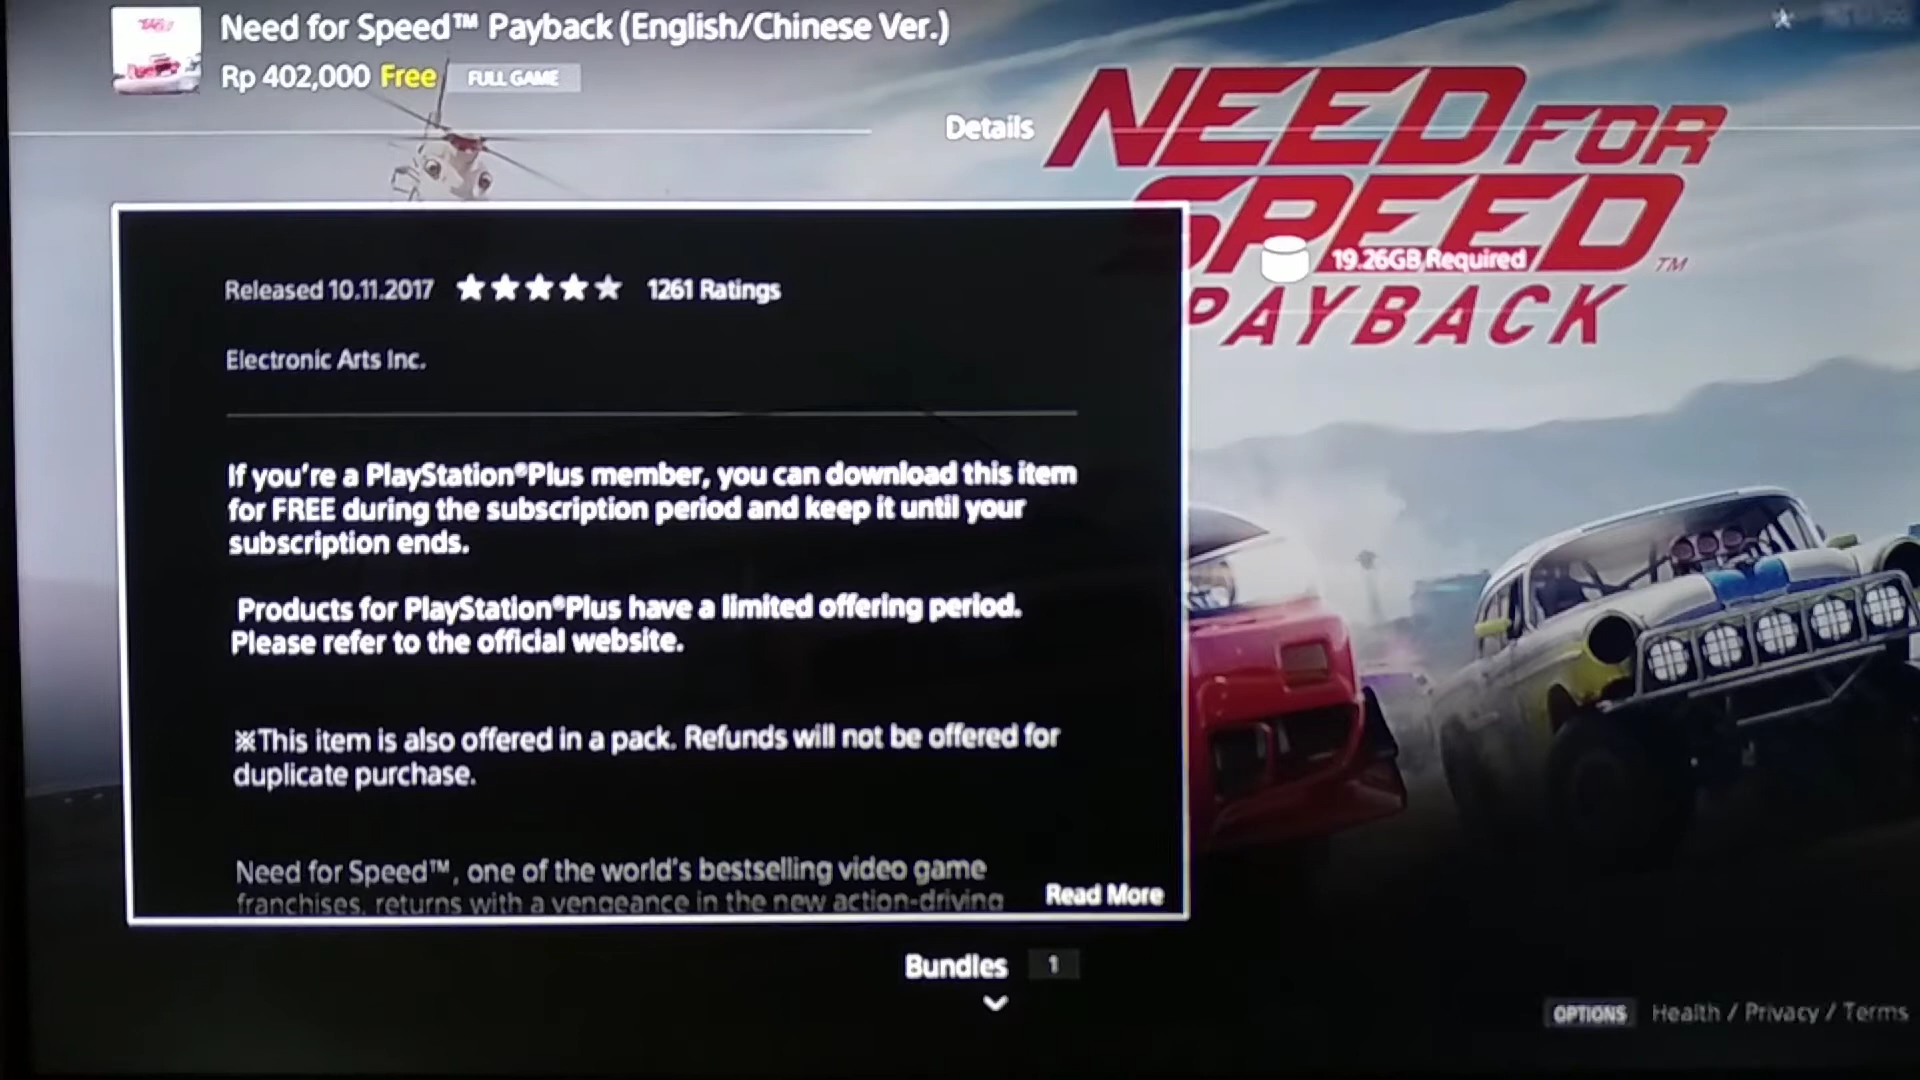 Need for Speed™ Payback (English/Chinese Ver.)
Rp 402,000 Free FULL GAME
Details
NEED FOR
SPEED™
PAYBACK
19.26GB Required
Released 10.11.2017 ★★★★★ 1261 Ratings
Electronic Arts Inc.
If you're a PlayStation®Plus member, you can download this item
for FREE during the subscription period and keep it until your
subscription ends.
Products for PlayStation®Plus have a limited offering period.
Please refer to the official website.
※This item is also offered in a pack. Refunds will not be offered for
duplicate purchase.
Need for Speed™, one of the world's bestselling video game
franchises, returns with a vengeance in the new action-driving
Read More
Bundles 1
OPTIONS Health / Privacy / Terms